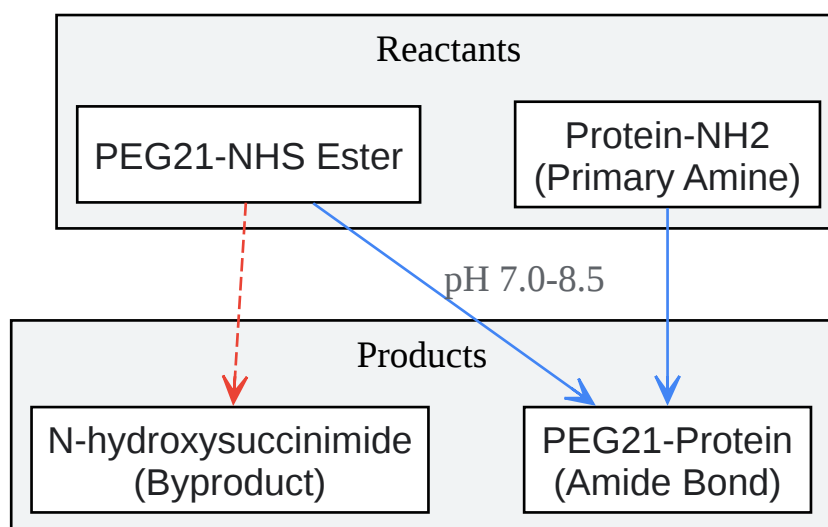 Reactants
PEG21-NHS Ester
Protein-NH2
(Primary Amine)
pH 7.0-8.5
Products
N-hydroxysuccinimide
(Byproduct)
PEG21-Protein
(Amide Bond)